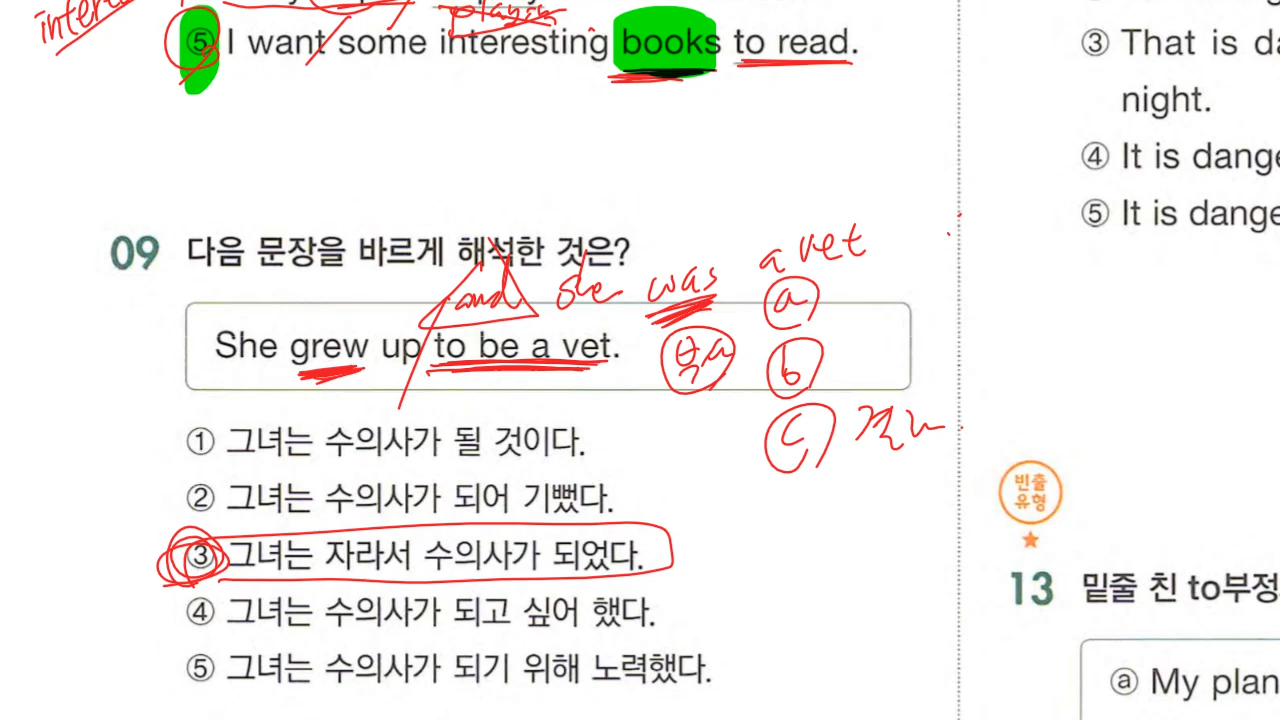 ⑤ I want some interesting books to read.
09 다음 문장을 바르게 해석한 것은?
and she was a vet
She grew up to be a vet.
부사
a
b
c 결과
① 그녀는 수의사가 될 것이다.
② 그녀는 수의사가 되어 기뻤다.
③ 그녀는 자라서 수의사가 되었다.
④ 그녀는 수의사가 되고 싶어 했다.
⑤ 그녀는 수의사가 되기 위해 노력했다.
③ That is
night.
④ It is
⑤ It is
빈출
유형
13 밑줄 친 to부정
ⓐ My plan